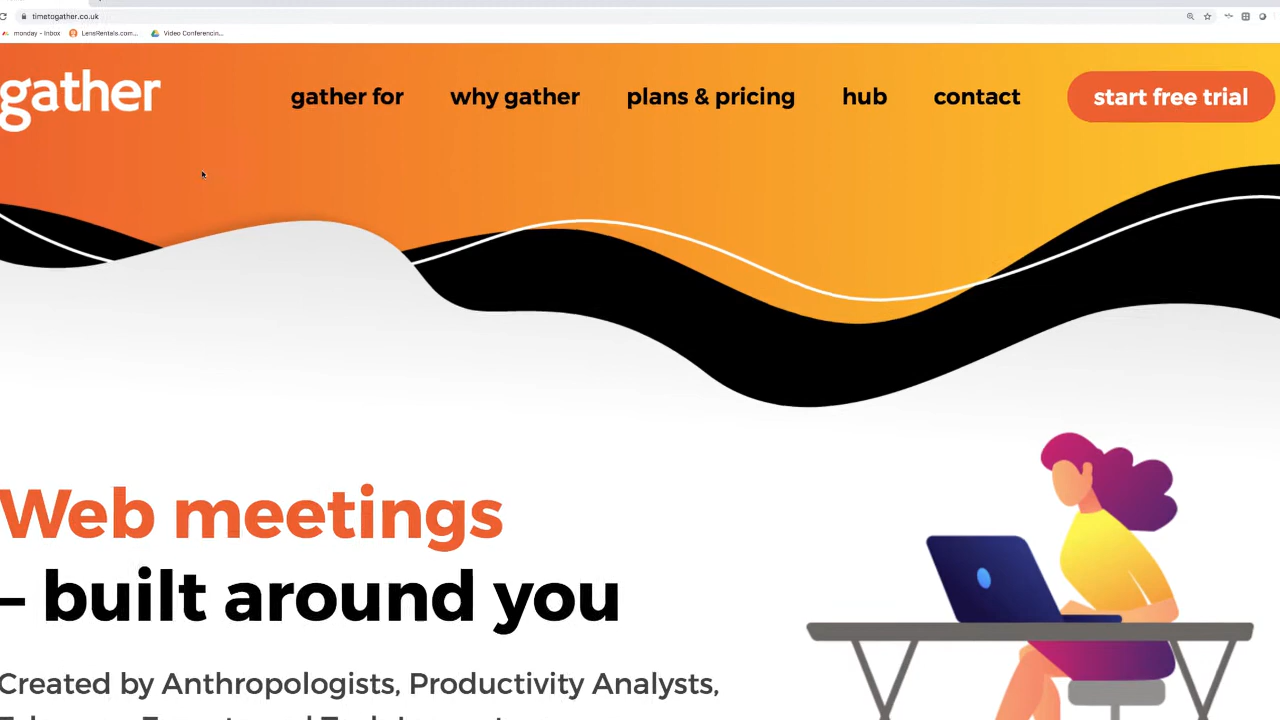 timetogather.co.uk
monday - Inbox
LensRentals.com...
Video Conferencin...
gather
gather for
why gather
plans & pricing
hub
contact
start free trial
Web meetings
– built around you
Created by Anthropologists, Productivity Analysts,